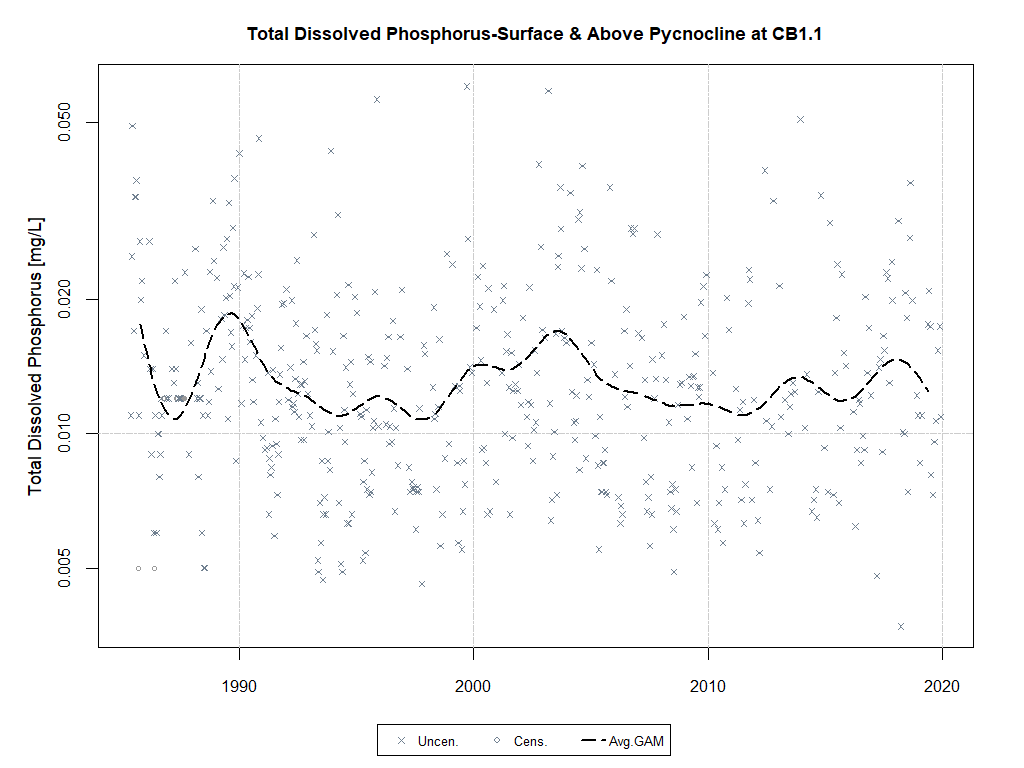 Total Dissolved Phosphorus-Surface & Above Pycnocline at CB1.1
Total Dissolved Phosphorus [mg/L]
0.050
0.020
0.010
0.005
1990 2000 2010 2020
Uncen. Cens. Avg.GAM